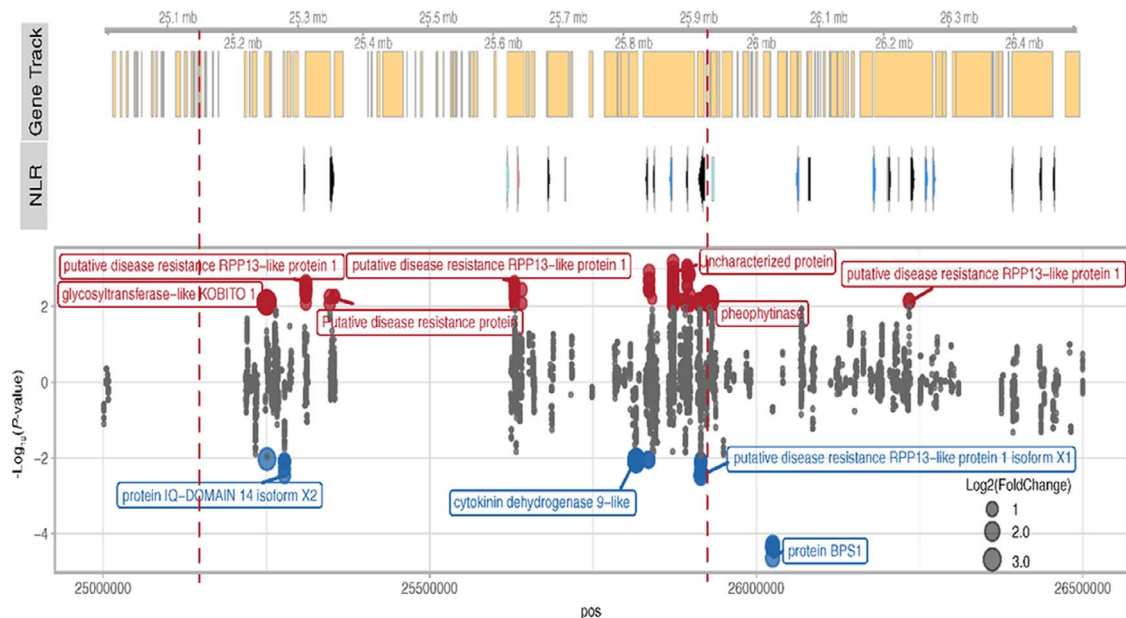 25.1 mb 25.3 mb 25.5 mb 25.7 mb 25.9 mb 26.1 mb 26.3 mb
25.2 mb 25.4 mb 25.6 mb 25.8 mb 26 mb 26.2 mb 26.4 mb
Gene Track
NLR
putative disease resistance RPP13-like protein 1
putative disease resistance RPP13-like protein 1
Uncharacterized protein
putative disease resistance RPP13-like protein 1
glycosyltransferase-like KOBITO 1
Putative disease resistance protein
pheophytinase
2
0
-2
-4
-Log₁₀(P-value)
protein IQ-DOMAIN 14 isoform X2
cytokinin dehydrogenase 9-like
putative disease resistance RPP13-like protein 1 isoform X1
protein BPS1
Log2(FoldChange)
1
2.0
3.0
25000000 25500000 26000000 26500000
pos